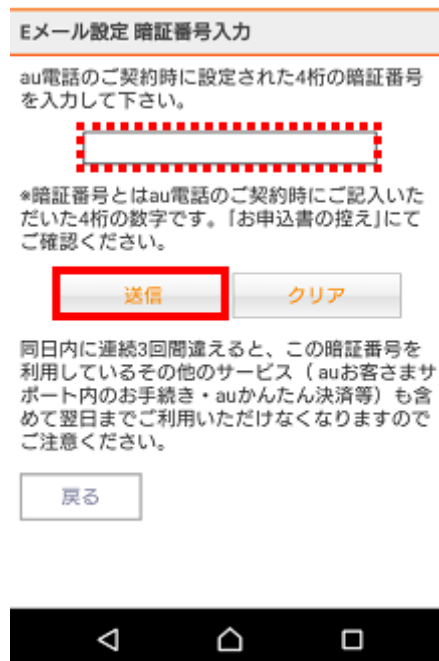 Eメール設定 暗証番号入力
au電話のご契約時に設定された4桁の暗証番号
を入力して下さい。
※暗証番号とはau電話のご契約時にご記入いた
だいた4桁の数字です。「お申込書の控え」にて
ご確認ください。
送信
クリア
同日内に連続3回間違えると、この暗証番号を
利用しているその他のサービス（auお客さまサ
ポート内のお手続き・auかんたん決済等）も含
めて翌日までご利用いただけなくなりますので
ご注意ください。
戻る